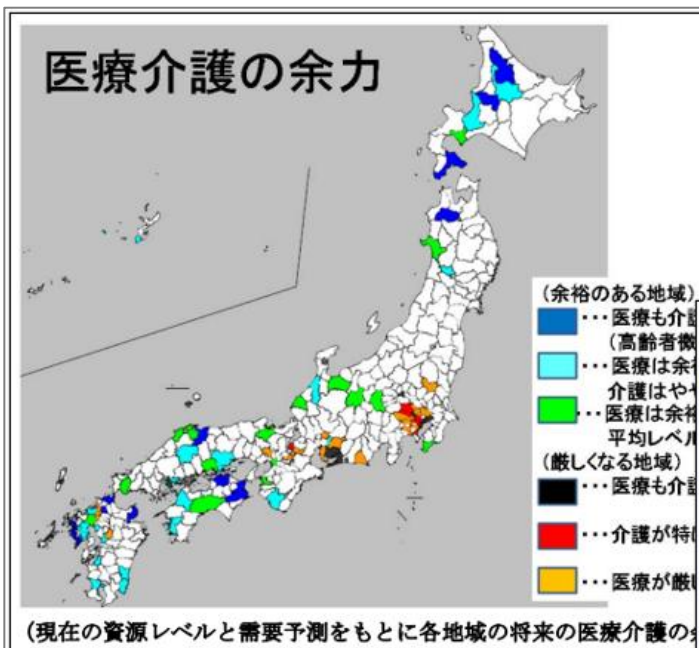 医療介護の余力
(余裕のある地域)
・・・医療も介護
(高齢者微
・・・医療は余裕
介護はやや
・・医療は余裕
平均レベル
(厳しくなる地域)
・・・医療も介護
・・・介護が特に
・・・医療が厳し
(現在の資源レベルと需要予測をもとに各地域の将来の医療介護の余